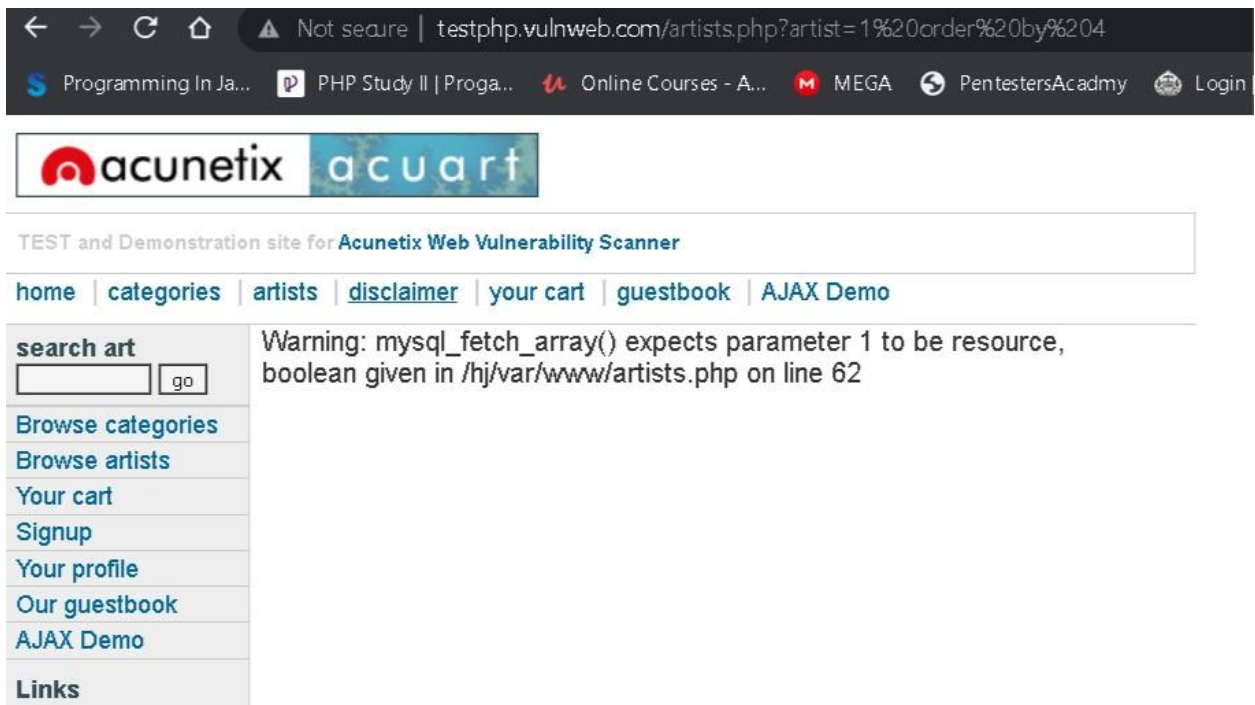 Not secure | testphp.vulnweb.com/artists.php?artist=1%20order%20by%204
Programming In Ja... PHP Study II | Proga... Online Courses - A... MEGA PentestersAcadmy Login
acunetix acuart
TEST and Demonstration site for Acunetix Web Vulnerability Scanner
home | categories | artists | disclaimer | your cart | guestbook | AJAX Demo
search art
go
Browse categories
Browse artists
Your cart
Signup
Your profile
Our guestbook
AJAX Demo
Links
Warning: mysql_fetch_array() expects parameter 1 to be resource,
boolean given in /hj/var/www/artists.php on line 62